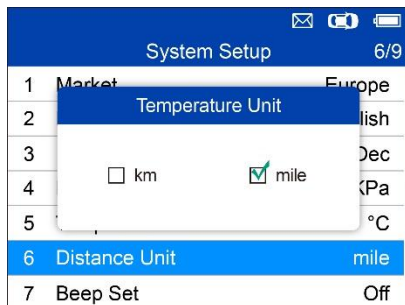 System Setup 6/9
1 Market Europe
Temperature Unit
2 lish
3 Dec
km mile
4 KPa
5 °C
6 Distance Unit mile
7 Beep Set Off